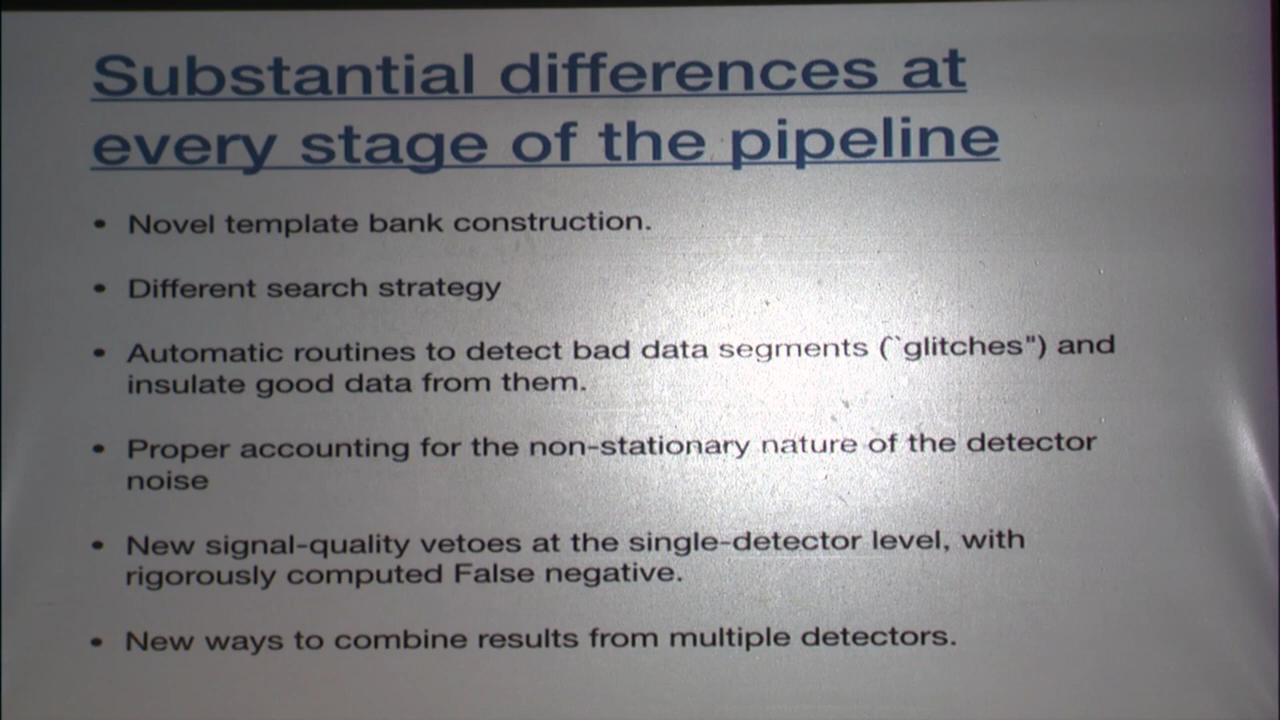 Substantial differences at
every stage of the pipeline
• Novel template bank construction.
• Different search strategy
• Automatic routines to detect bad data segments (`glitches") and
insulate good data from them.
• Proper accounting for the non-stationary nature of the detector
noise
• New signal-quality vetoes at the single-detector level, with
rigorously computed False negative.
• New ways to combine results from multiple detectors.